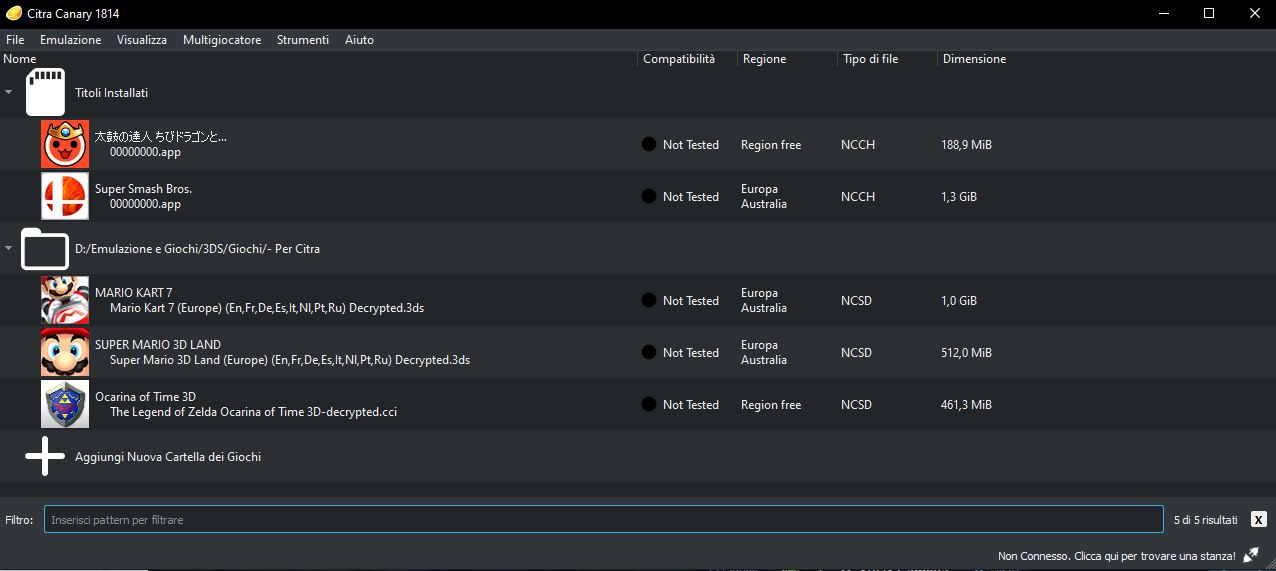 Citra Canary 1814
File Emulazione Visualizza Multigiocatore Strumenti Aiuto
Nome Compatibilità Regione Tipo di file Dimensione
Titoli Installati
太鼓の達人 ちびドラゴンと...
00000000.app
Not Tested Region free NCCH 188,9 MiB
Super Smash Bros.
00000000.app
Not Tested Europa
Australia NCCH 1,3 GiB
D:/Emulazione e Giochi/3DS/Giochi/- Per Citra
MARIO KART 7
Mario Kart 7 (Europe) (En,Fr,De,Es,It,Nl,Pt,Ru) Decrypted.3ds
Not Tested Europa
Australia NCSD 1,0 GiB
SUPER MARIO 3D LAND
Super Mario 3D Land (Europe) (En,Fr,De,Es,It,Nl,Pt,Ru) Decrypted.3ds
Not Tested Europa
Australia NCSD 512,0 MiB
Ocarina of Time 3D
The Legend of Zelda Ocarina of Time 3D-decrypted.cci
Not Tested Region free NCSD 461,3 MiB
Aggiungi Nuova Cartella dei Giochi
Filtro: Inserisci pattern per filtrare 5 di 5 risultati X
Non Connesso. Clicca qui per trovare una stanza!